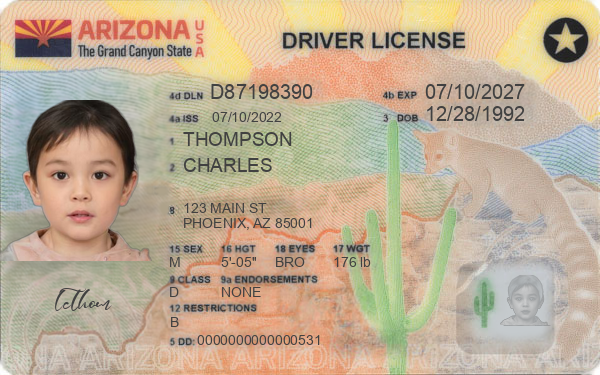 ARIZONA USA
The Grand Canyon State
DRIVER LICENSE
4d DLN D87198390
4b EXP 07/10/2027
4a ISS 07/10/2022
3 DOB 12/28/1992
1 THOMPSON
2 CHARLES
8 123 MAIN ST
PHOENIX, AZ 85001
15 SEX 16 HGT 18 EYES 17 WGT
M 5'-05" BRO 176 lb
9 CLASS 9a ENDORSEMENTS
D NONE
12 RESTRICTIONS
B
5 DD: 0000000000000531
ARIZONA ARIZONA ARIZONA ARIZONA